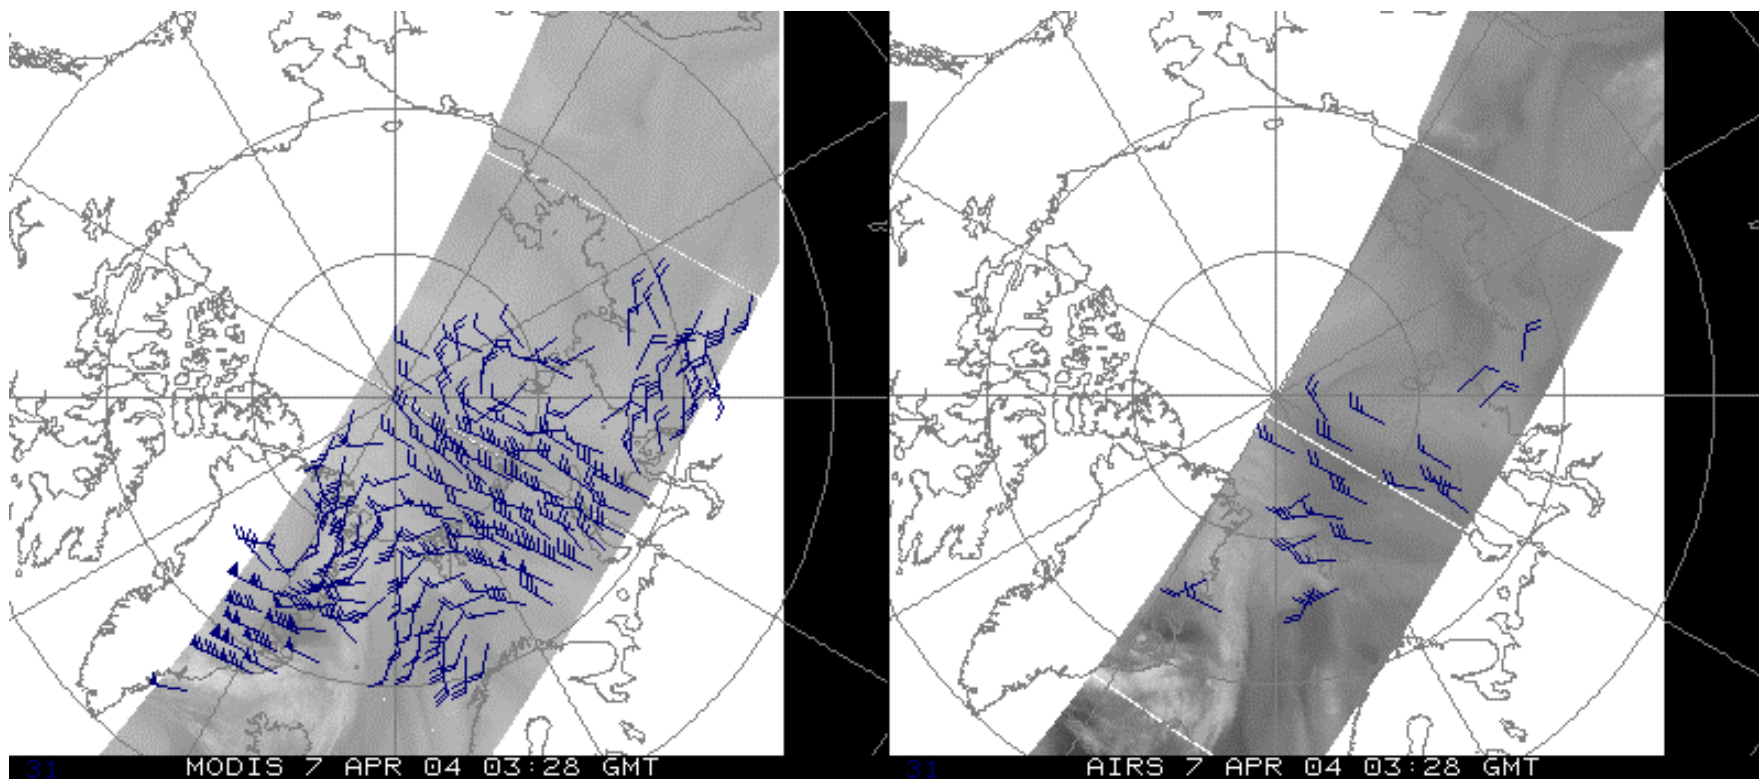 31 MODIS 7 APR 04 03:28 GMT
31 AIRS 7 APR 04 03:28 GMT